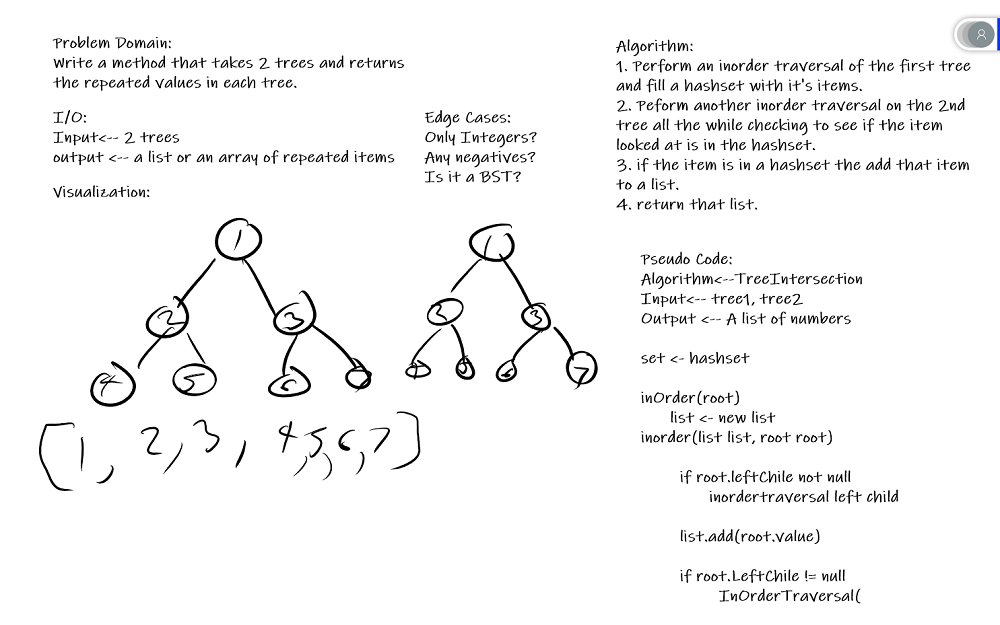 Problem Domain:
Write a method that takes 2 trees and returns
the repeated values in each tree.
I/O:
Input<-- 2 trees
output <-- a list or an array of repeated items
Edge Cases:
Only Integers?
Any negatives?
Is it a BST?
Visualization:
1
2 3
4 5 6
1
2 3
6 7
[1, 2, 3, 4, 5, 6, 7]
Algorithm:
1. Perform an inorder traversal of the first tree
and fill a hashset with it's items.
2. Peform another inorder traversal on the 2nd
tree all the while checking to see if the item
looked at is in the hashset.
3. if the item is in a hashset the add that item
to a list.
4. return that list.
Pseudo Code:
Algorithm<--TreeIntersection
Input<-- tree1, tree2
Output <-- A list of numbers
set <- hashset
inOrder(root)
list <- new list
inorder(list list, root root)
if root.leftChile not null
inordertraversal left child
list.add(root.value)
if root.LeftChile != null
InOrderTraversal(